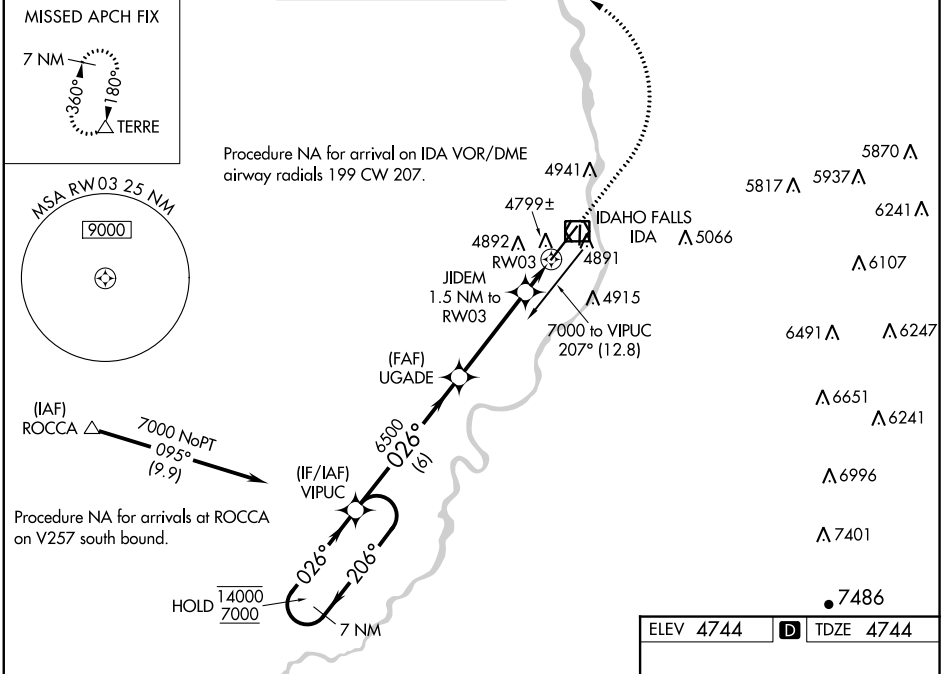 MISSED APCH FIX
7 NM
360°
180°
TERRE
MSA RW03 25 NM
9000
Procedure NA for arrival on IDA VOR/DME
airway radials 199 CW 207.
4941
4799±
4892
IDAHO FALLS
IDA
5066
RW03
4891
JIDEM
1.5 NM to
RW03
4915
7000 to VIPUC
207° (12.8)
5870
5817
5937
6241
6107
6491
6247
6651
6241
6996
7401
7486
(FAF)
UGADE
6500
026°
(6)
(IAF)
ROCCA
7000 NoPT
095°
(9.9)
(IF/IAF)
VIPUC
Procedure NA for arrivals at ROCCA
on V257 south bound.
026°
206°
HOLD
14000
7000
7 NM
ELEV 4744
D
TDZE 4744